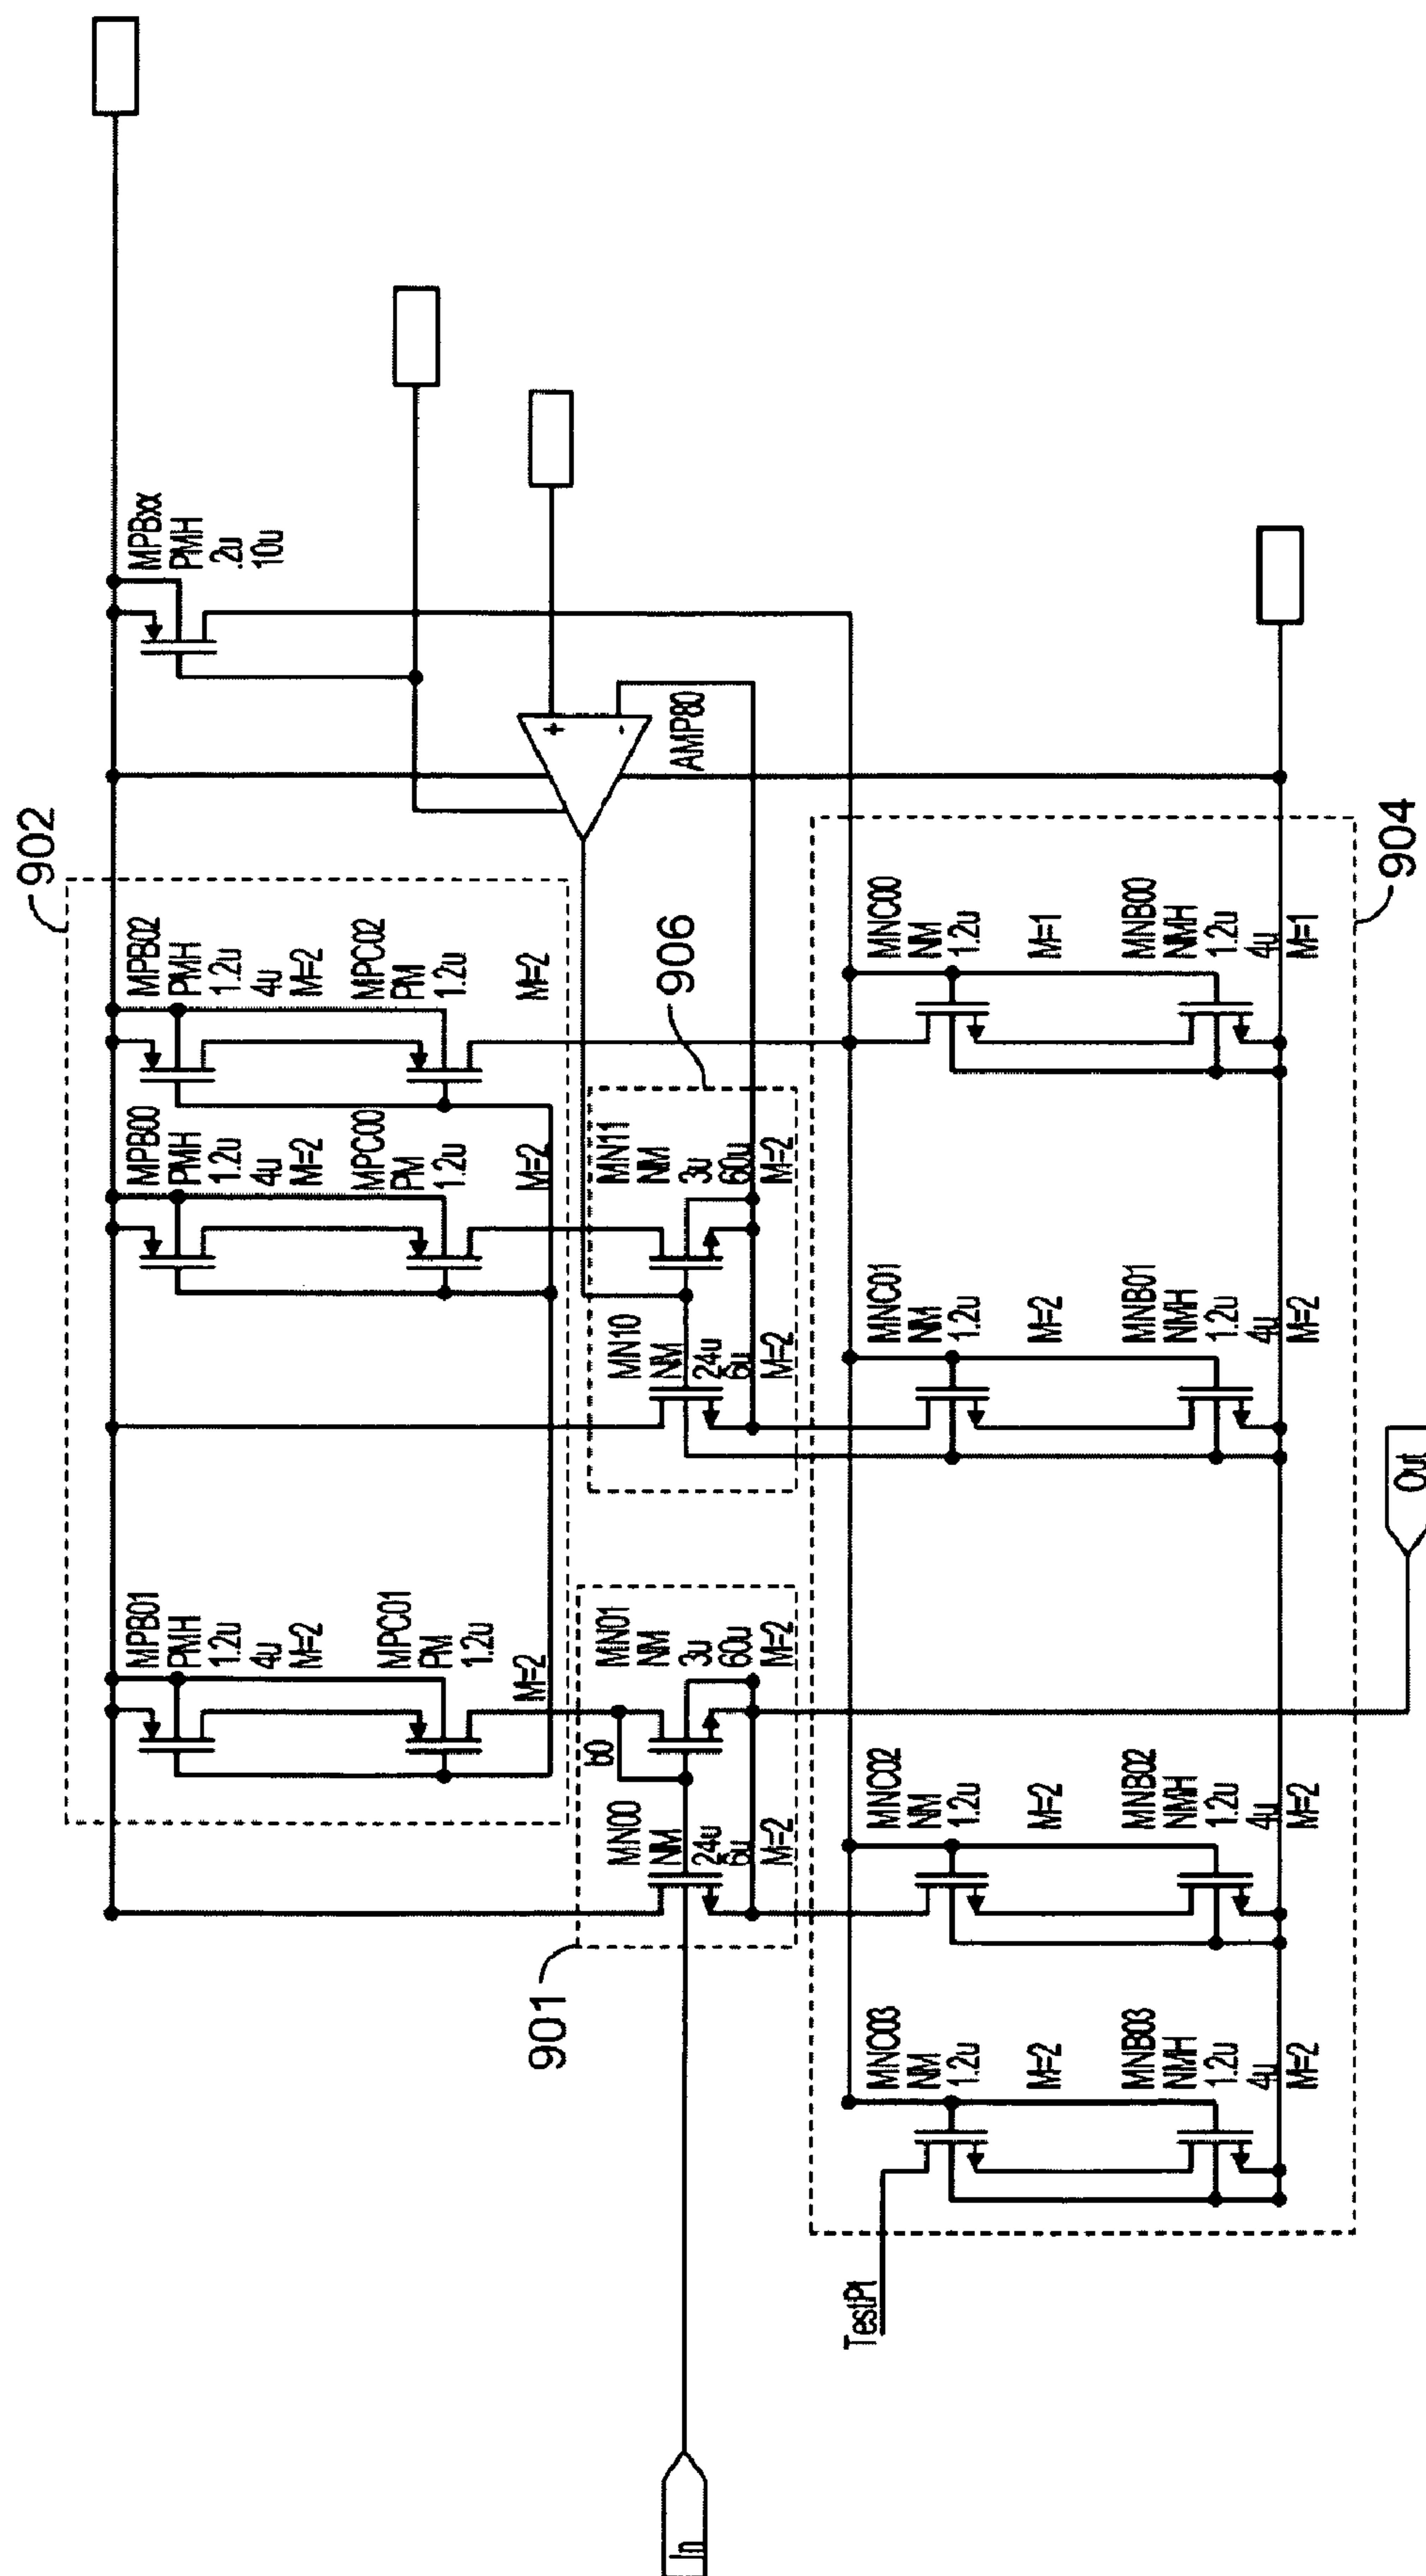 902
MPB01
PMH
1.2u
4u
M=2
MPC01
PM
1.2u
M=2
MPB00
PMH
1.2u
4u
M=2
MPC00
PM
1.2u
M=2
MPB02
PMH
1.2u
4u
M=2
MPC02
PM
1.2u
M=2
MPBxx
PMH
.2u
10u
901
In
MN00
NM
24u
6u
M=2
b0
MN01
NM
3u
60u
M=2
906
MN10
NM
24u
6u
M=2
MN11
NM
3u
60u
M=2
+
-
AMP80
TestPt
MNC03
NM
1.2u
M=2
MNB03
NMH
1.2u
4u
M=2
MNC02
NM
1.2u
M=2
MNB02
NMH
1.2u
4u
M=2
MNC01
NM
1.2u
M=2
MNB01
NMH
1.2u
4u
M=2
MNC00
NM
1.2u
M=1
MNB00
NMH
1.2u
4u
M=1
904
Out